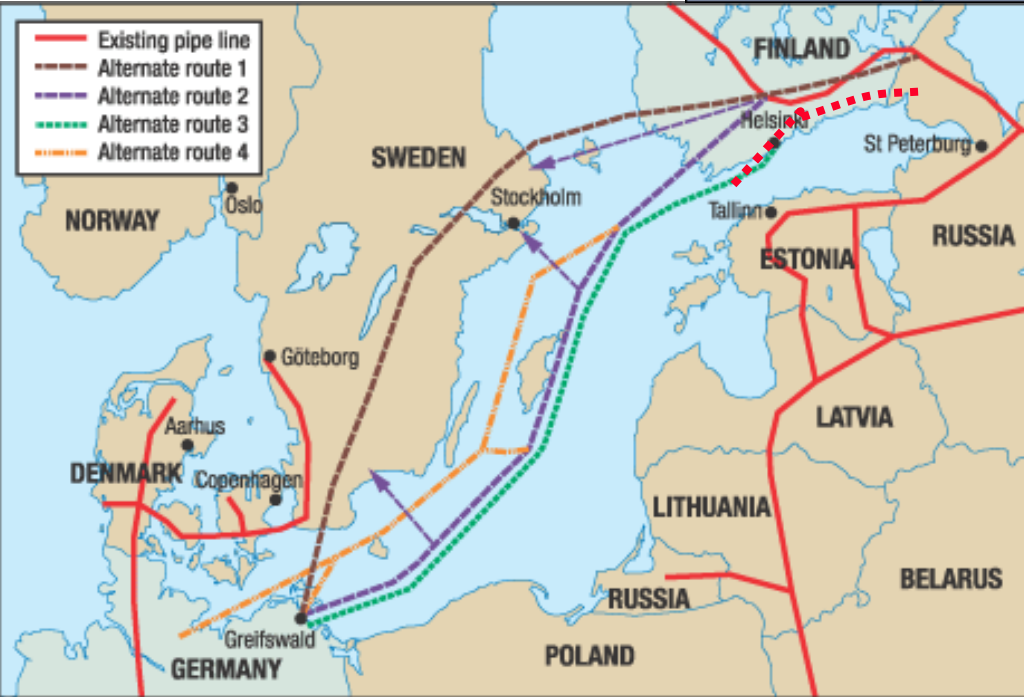 Existing pipe line
Alternate route 1
Alternate route 2
Alternate route 3
Alternate route 4
FINLAND
Helsinki
St Peterburg
SWEDEN
Stockholm
Oslo
NORWAY
Tallinn
RUSSIA
ESTONIA
Göteborg
LATVIA
Aarhus
DENMARK
Copenhagen
LITHUANIA
BELARUS
RUSSIA
Greifswald
GERMANY
POLAND